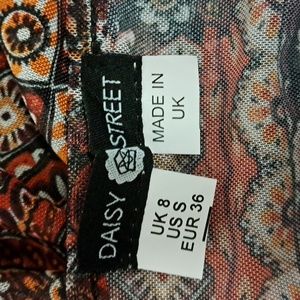 DAISY STREET
MADE IN
UK
UK 8
US S
EUR 36